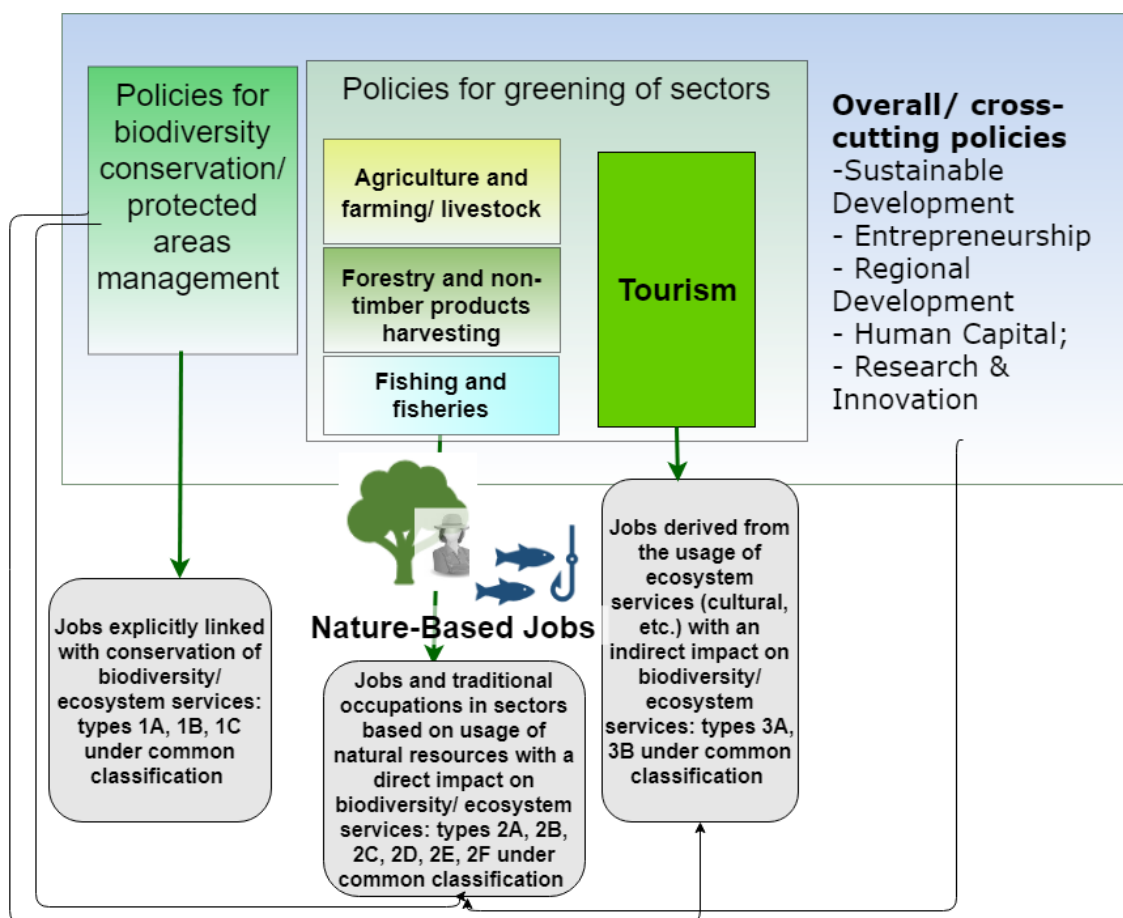 Policies for
biodiversity
conservation/
protected
areas
management
Policies for greening of sectors
Agriculture and
farming/ livestock
Forestry and non-
timber products
harvesting
Fishing and
fisheries
Tourism
Overall/ cross-
cutting policies
-Sustainable
Development
- Entrepreneurship
- Regional
Development
- Human Capital;
- Research &
Innovation
Nature-Based Jobs
Jobs explicitly linked
with conservation of
biodiversity/
ecosystem services:
types 1A, 1B, 1C
under common
classification
Jobs and traditional
occupations in sectors
based on usage of
natural resources with a
direct impact on
biodiversity/ ecosystem
services: types 2A, 2B,
2C, 2D, 2E, 2F under
common classification
Jobs derived from
the usage of
ecosystem
services (cultural,
etc.) with an
indirect impact on
biodiversity/
ecosystem
services: types 3A,
3B under common
classification